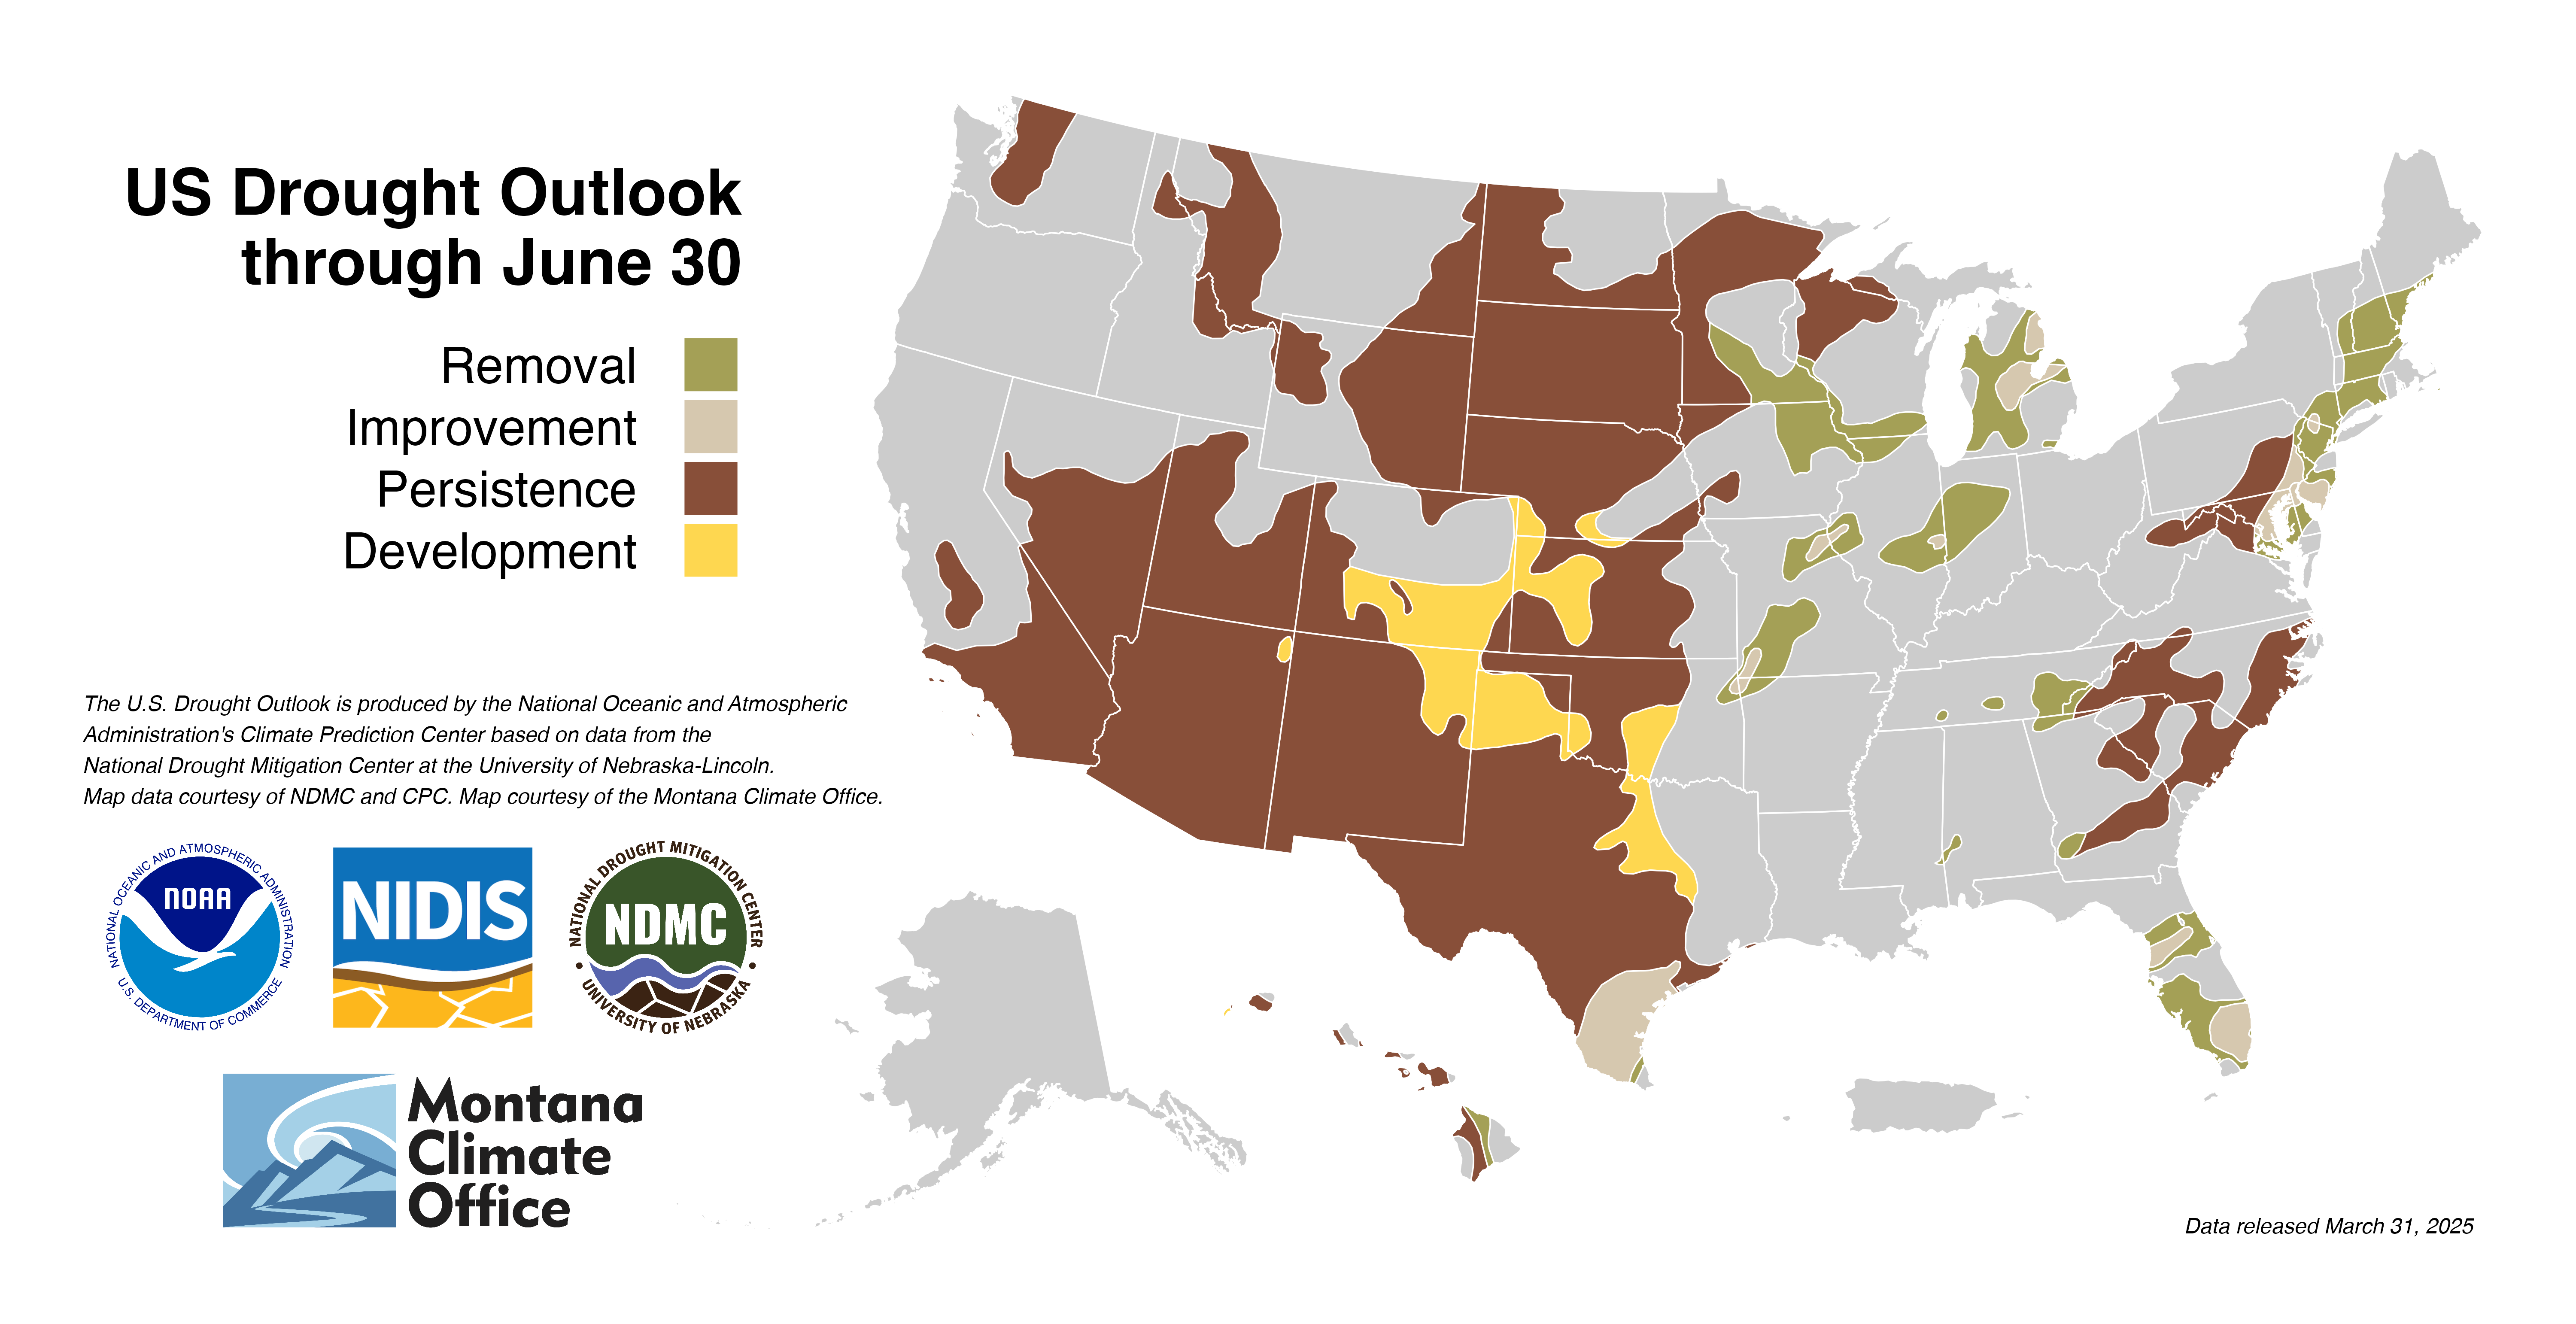 US Drought Outlook
through June 30
Removal
Improvement
Persistence
Development
The U.S. Drought Outlook is produced by the National Oceanic and Atmospheric
Administration's Climate Prediction Center based on data from the
National Drought Mitigation Center at the University of Nebraska-Lincoln.
Map data courtesy of NDMC and CPC. Map courtesy of the Montana Climate Office.
NATIONAL OCEANIC AND ATMOSPHERIC ADMINISTRATION
NOAA
U.S. DEPARTMENT OF COMMERCE
NIDIS
NATIONAL DROUGHT MITIGATION CENTER
NDMC
UNIVERSITY OF NEBRASKA
Montana
Climate
Office
Data released March 31, 2025